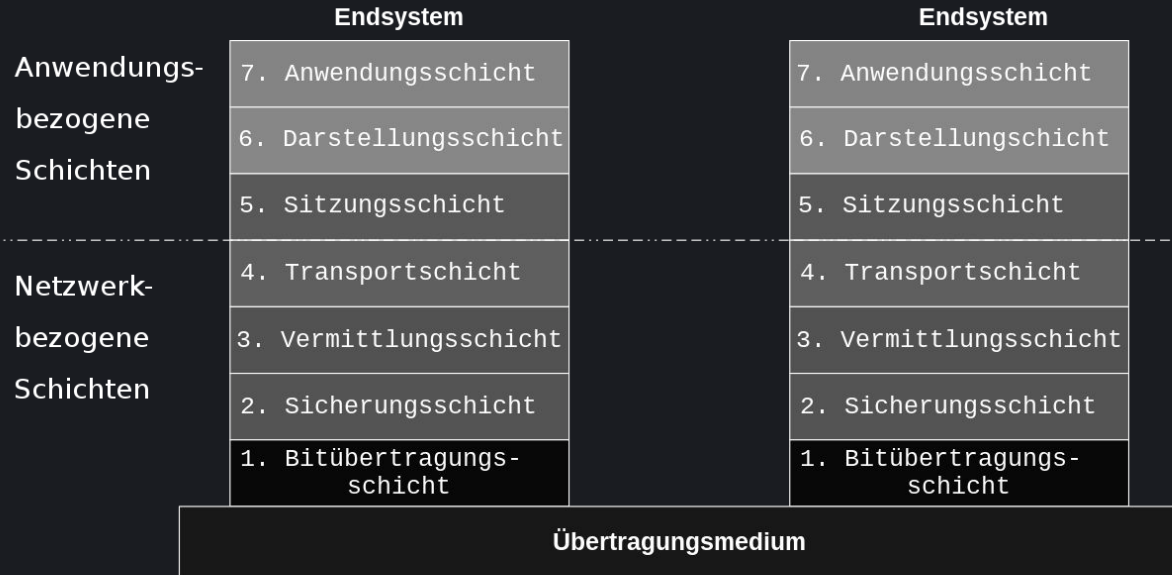 Endsystem
Endsystem
Anwendungs-
bezogene
Schichten
7. Anwendungsschicht
6. Darstellungsschicht
5. Sitzungsschicht
7. Anwendungsschicht
6. Darstellungschicht
5. Sitzungsschicht
Netzwerk-
bezogene
Schichten
4. Transportschicht
3. Vermittlungsschicht
2. Sicherungsschicht
1. Bitübertragungs-
schicht
4. Transportschicht
3. Vermittlungsschicht
2. Sicherungsschicht
1. Bitübertragungs-
schicht
Übertragungsmedium